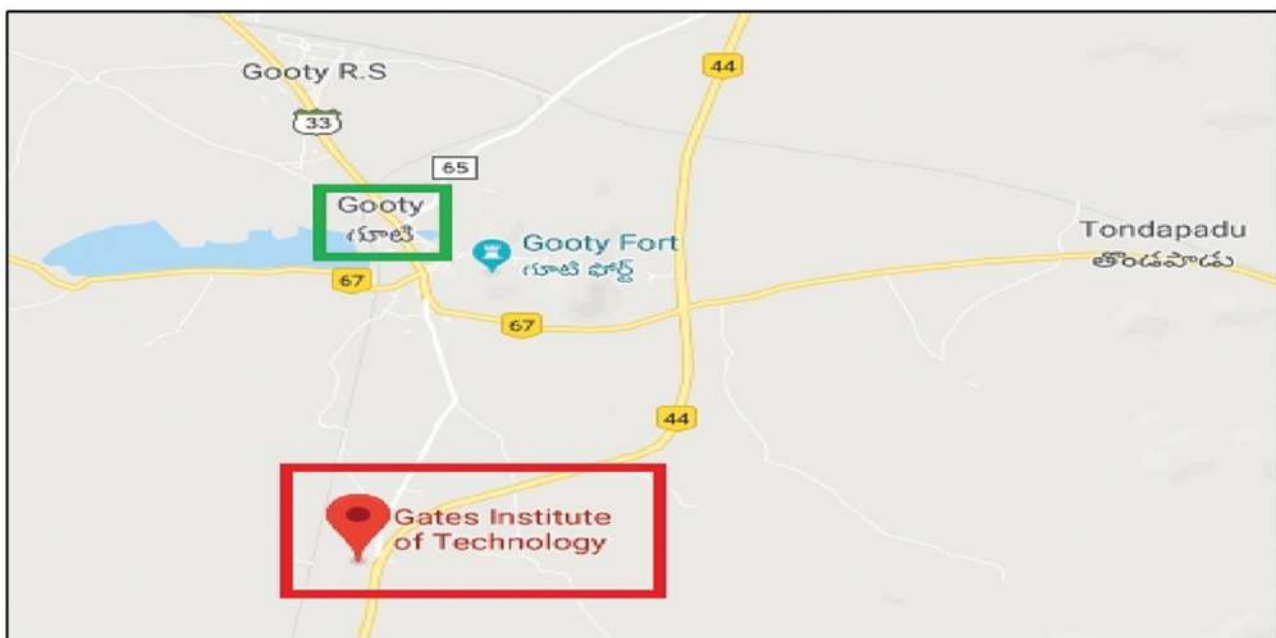 44
Gooty R.S
33
65
Gooty
గూటి
Gooty Fort
గూటి ఫోర్ట్
Tondapadu
తొండపాడు
67
67
44
Gates Institute
of Technology